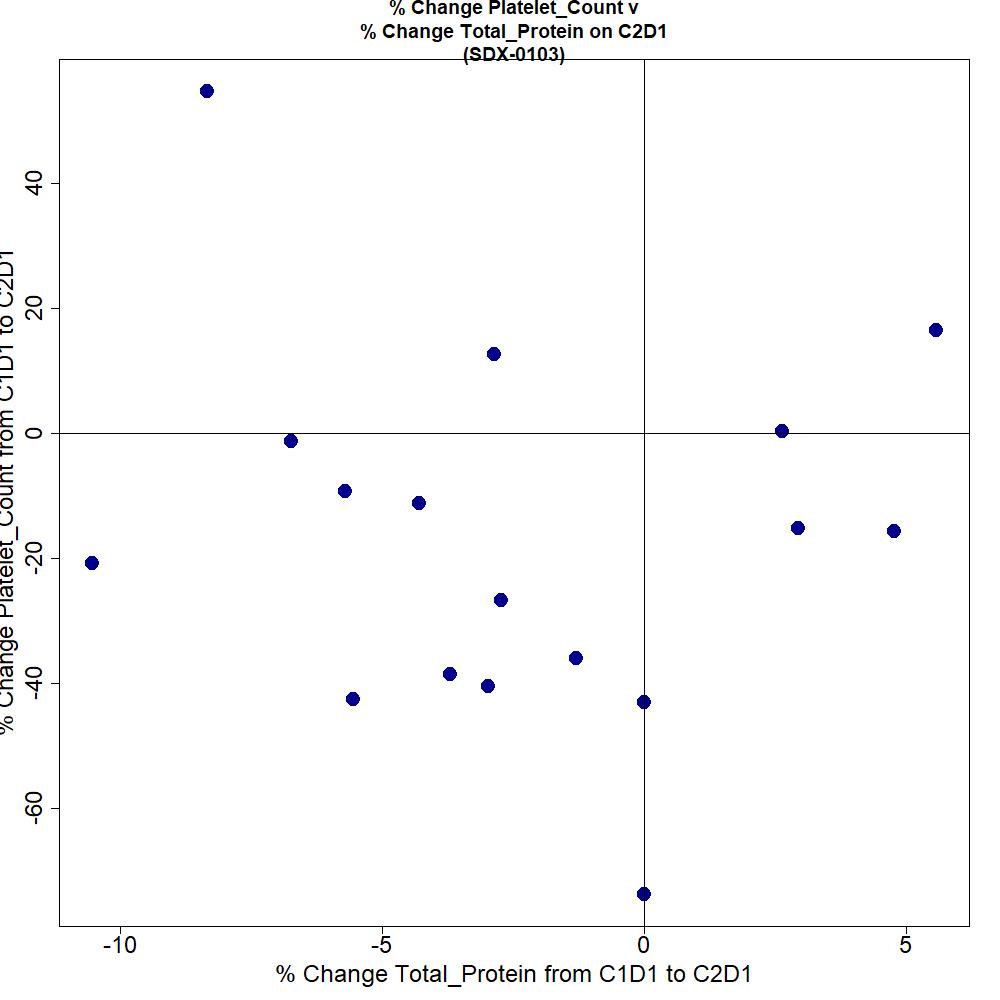 % Change Platelet_Count v
% Change Total_Protein on C2D1
(SDX-0103)
% Change Platelet_Count from C1D1 to C2D1
40
20
0
-20
-40
-60
-10
-5
0
5
% Change Total_Protein from C1D1 to C2D1